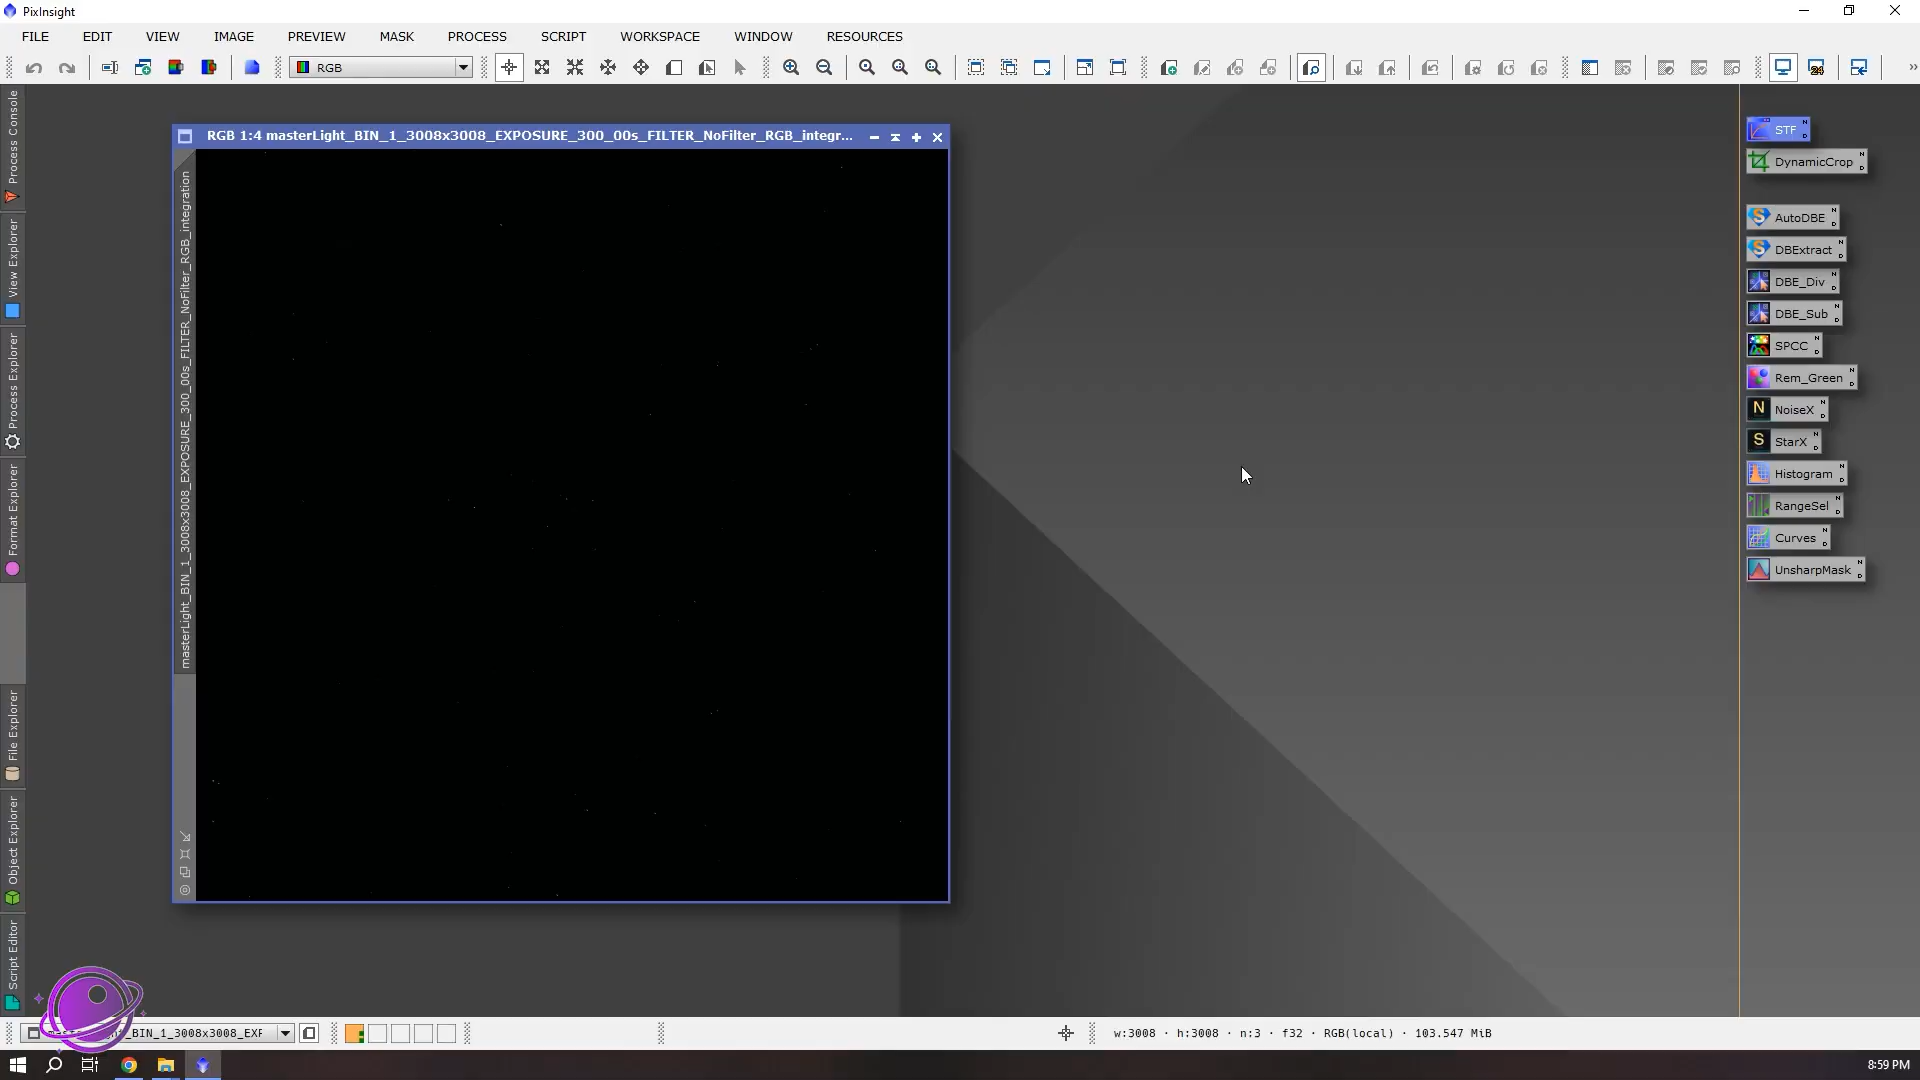 PixInsight
FILE EDIT VIEW IMAGE PREVIEW MASK PROCESS SCRIPT WORKSPACE WINDOW RESOURCES
RGB
24
Process Console
View Explorer
Process Explorer
Format Explorer
File Explorer
Object Explorer
Script Editor
RGB 1:4 masterLight_BIN_1_3008x3008_EXPOSURE_300_00s_FILTER_NoFilter_RGB_integr...
masterLight_BIN_1_3008x3008_EXPOSURE_300_00s_FILTER_NoFilter_RGB_integration
STF
DynamicCrop
AutoDBE
DBExtract
DBE_Div
DBE_Sub
SPCC
Rem_Green
NoiseX
StarX
Histogram
RangeSel
Curves
UnsharpMask
_BIN_1_3008x3008_EXF
w:3008 · h:3008 · n:3 · f32 · RGB(local) · 103.547 MiB
8:59 PM